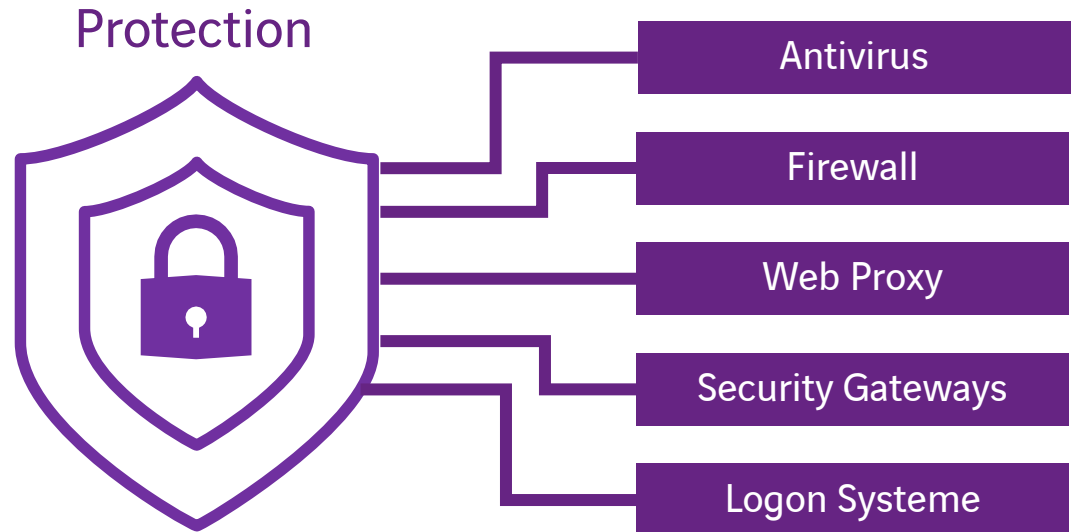 Protection
Antivirus
Firewall
Web Proxy
Security Gateways
Logon Systeme